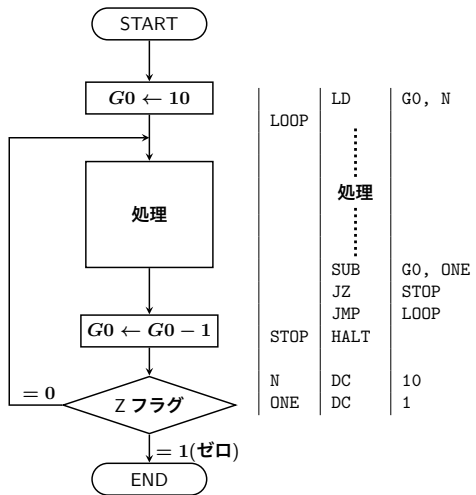 START
G0 ← 10
処理
G0 ← G0 − 1
= 0
Z フラグ
= 1(ゼロ)
END
LD G0, N
LOOP
処理
SUB G0, ONE
JZ STOP
JMP LOOP
STOP HALT
N DC 10
ONE DC 1